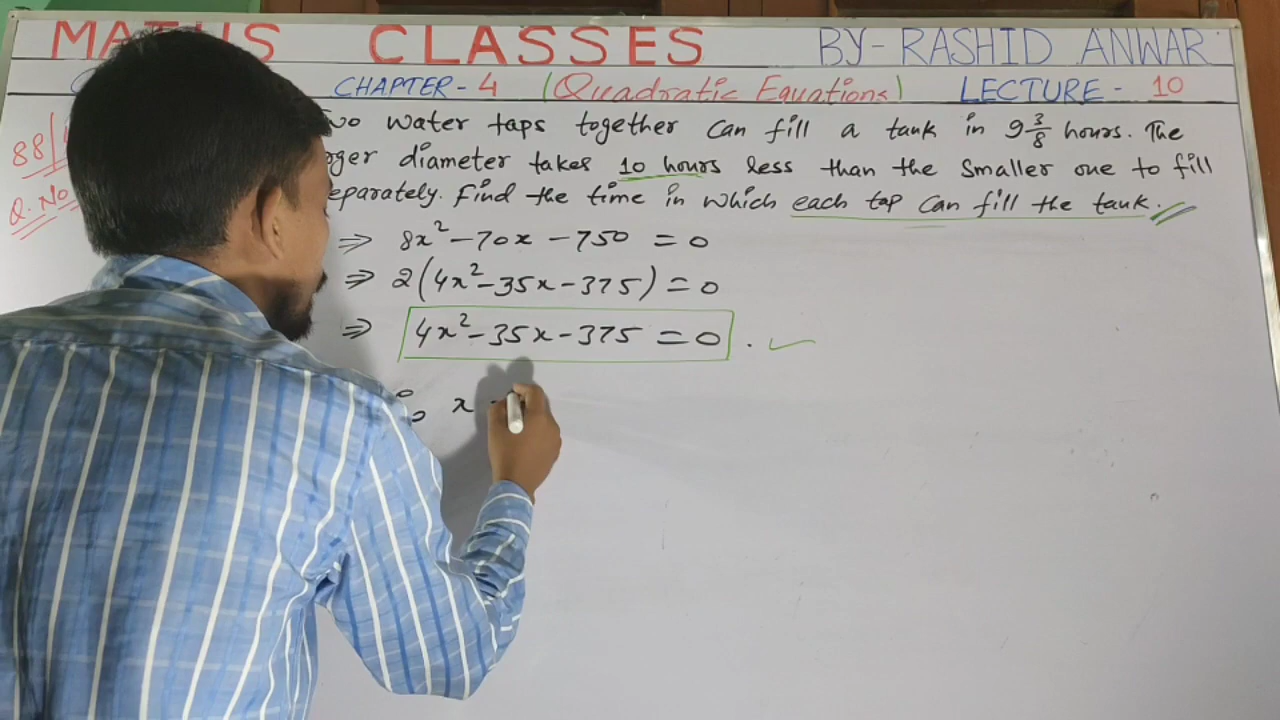 MATHS CLASSES BY- RASHID ANWAR
CHAPTER - 4 (Quadratic Equations) LECTURE - 10
88/
Q. No
water taps together can fill a tank in 9 3/8 hours. The
diameter takes 10 hours less than the smaller one to fill
eparately. Find the time in which each tap can fill the tank.
⇒ 8x² - 70x - 750 = 0
⇒ 2(4x² - 35x - 375) = 0
⇒ 4x² - 35x - 375 = 0 .
x